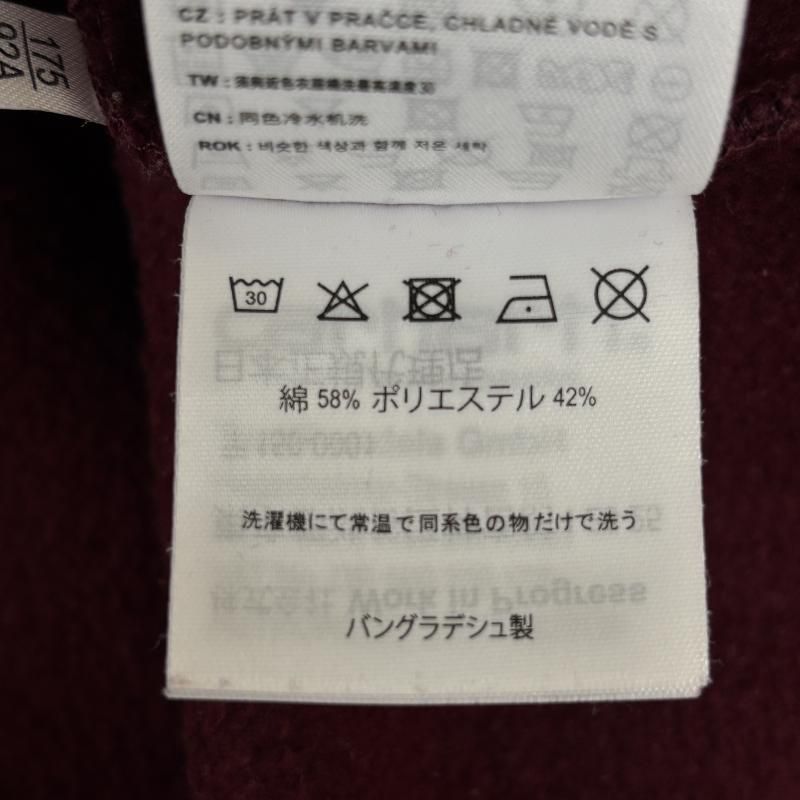 175
92A
CZ : PRÁT V PRAČCE, CHLADNÉ VODĚ S
PODOBNÝMI BARVAMI
CN : 同色冷水机洗
ROK : 비슷한 색상과 함께 저온 세탁
30
綿 58% ポリエステル 42%
洗濯機にて常温で同系色の物だけで洗う
バングラデシュ製